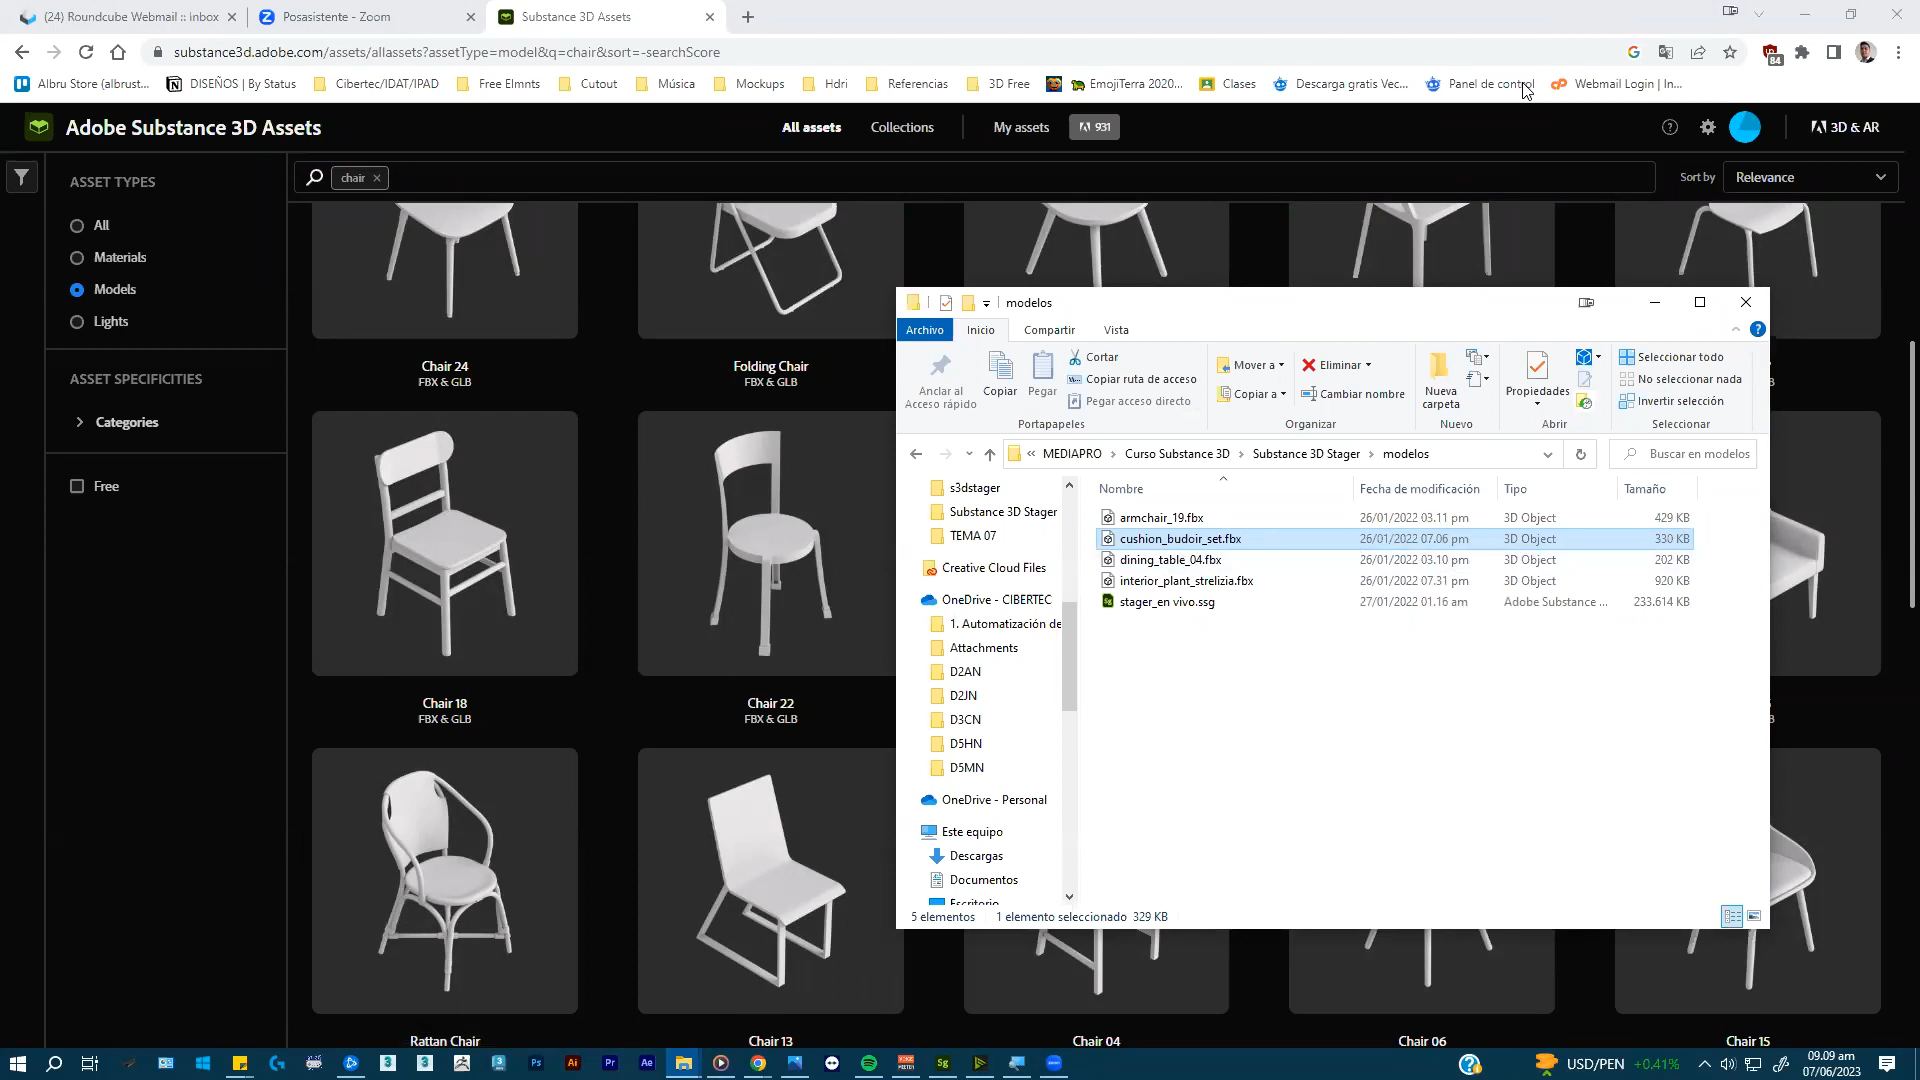 (24) Roundcube Webmail :: Inbox
Posasistente - Zoom
Substance 3D Assets
substance3d.adobe.com/assets/allassets?assetType=model&q=chair&sort=-searchScore
84
Albru Store (albrust...
DISEÑOS | By Status
Cibertec/IDAT/IPAD
Free Elmnts
Cutout
Música
Mockups
Hdri
Referencias
3D Free
EmojiTerra 2020...
Clases
Descarga gratis Vec...
Panel de control
Webmail Login | In...
Adobe Substance 3D Assets
All assets
Collections
My assets
931
3D & AR
ASSET TYPES
All
Materials
Models
Lights
ASSET SPECIFICITIES
Categories
Free
chair
Sort by
Relevance
Chair 24
FBX & GLB
Folding Chair
FBX & GLB
Chair 18
FBX & GLB
Chair 22
FBX & GLB
Rattan Chair
Chair 13
Chair 04
Chair 06
Chair 15
modelos
Archivo
Inicio
Compartir
Vista
Anclar al
Acceso rápido
Copiar
Pegar
Cortar
Copiar ruta de acceso
Pegar acceso directo
Portapapeles
Mover a
Copiar a
Eliminar
Cambiar nombre
Organizar
Nueva
carpeta
Nuevo
Propiedades
Abrir
Seleccionar todo
No seleccionar nada
Invertir selección
Seleccionar
« MEDIAPRO > Curso Substance 3D > Substance 3D Stager > modelos
Buscar en modelos
s3dstager
Substance 3D Stager
TEMA 07
Creative Cloud Files
OneDrive - CIBERTEC
1. Automatización de
Attachments
D2AN
D2JN
D3CN
D5HN
D5MN
OneDrive - Personal
Este equipo
Descargas
Documentos
Escritorio
Nombre
Fecha de modificación
Tipo
Tamaño
armchair_19.fbx 26/01/2022 03.11 pm 3D Object 429 KB
cushion_budoir_set.fbx 26/01/2022 07.06 pm 3D Object 330 KB
dining_table_04.fbx 26/01/2022 03.10 pm 3D Object 202 KB
interior_plant_strelizia.fbx 26/01/2022 07.31 pm 3D Object 920 KB
stager_en vivo.ssg 27/01/2022 01.16 am Adobe Substance ... 233.614 KB
5 elementos
1 elemento seleccionado 329 KB
Ps
Ai
Pr
Ae
Sg
USD/PEN +0.41%
09.09 am
07/06/2023